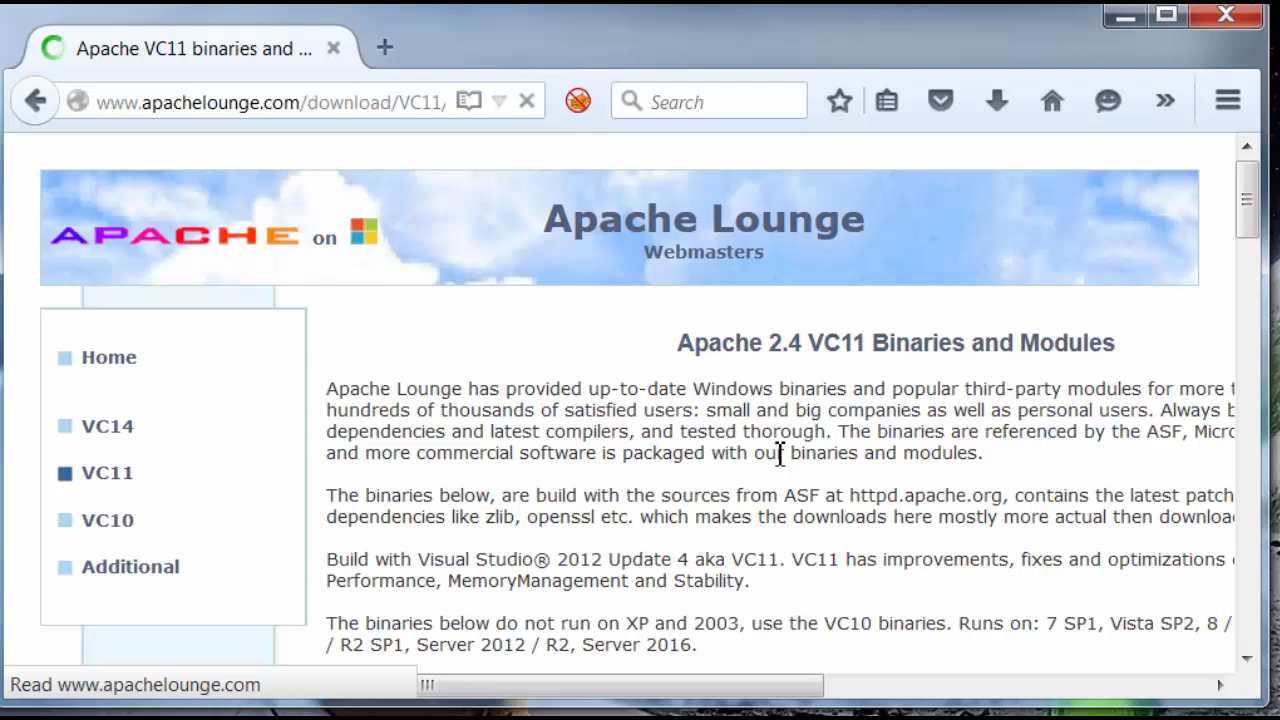 Apache VC11 binaries and ...
www.apachelounge.com/download/VC11/
Search
APACHE on
Apache Lounge
Webmasters
Home
VC14
VC11
VC10
Additional
Apache 2.4 VC11 Binaries and Modules
Apache Lounge has provided up-to-date Windows binaries and popular third-party modules for more t
hundreds of thousands of satisfied users: small and big companies as well as personal users. Always b
dependencies and latest compilers, and tested thorough. The binaries are referenced by the ASF, Micro
and more commercial software is packaged with our binaries and modules.
The binaries below, are build with the sources from ASF at httpd.apache.org, contains the latest patch
dependencies like zlib, openssl etc. which makes the downloads here mostly more actual then downloa
Build with Visual Studio® 2012 Update 4 aka VC11. VC11 has improvements, fixes and optimizations
Performance, MemoryManagement and Stability.
The binaries below do not run on XP and 2003, use the VC10 binaries. Runs on: 7 SP1, Vista SP2, 8 /
/ R2 SP1, Server 2012 / R2, Server 2016.
Read www.apachelounge.com